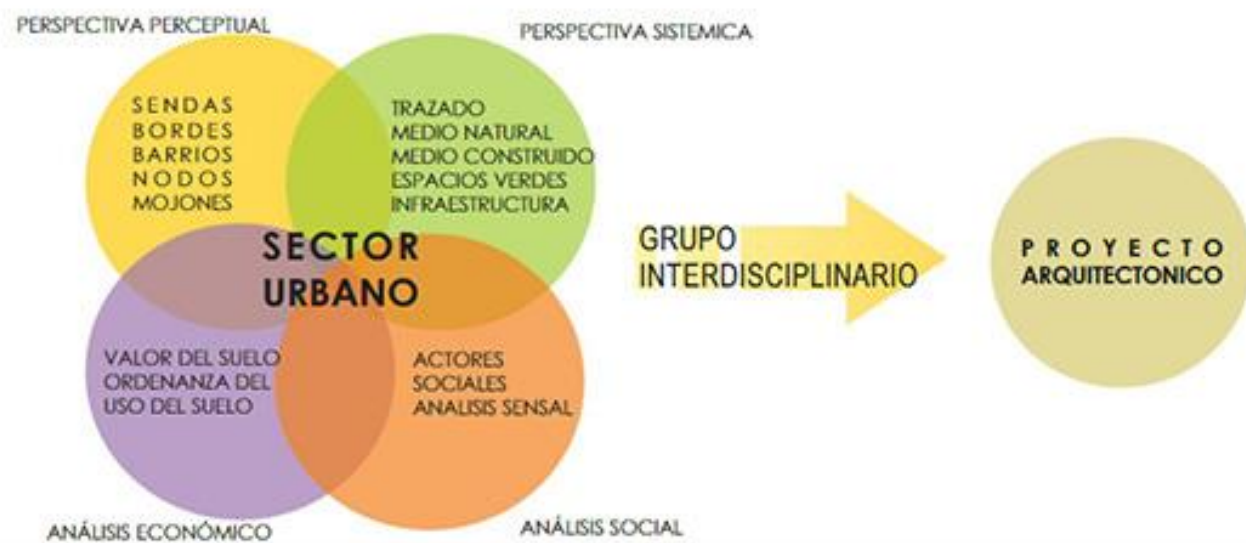 PERSPECTIVA PERCEPTUAL
PERSPECTIVA SISTEMICA
SENDAS
BORDES
BARRIOS
NODOS
MOJONES
TRAZADO
MEDIO NATURAL
MEDIO CONSTRUIDO
ESPACIOS VERDES
INFRAESTRUCTURA
SECTOR
URBANO
VALOR DEL SUELO
ORDENANZA DEL
USO DEL SUELO
ACTORES
SOCIALES
ANALISIS SENSAL
ANÁLISIS ECONÓMICO
ANÁLISIS SOCIAL
GRUPO
INTERDISCIPLINARIO
PROYECTO
ARQUITECTONICO